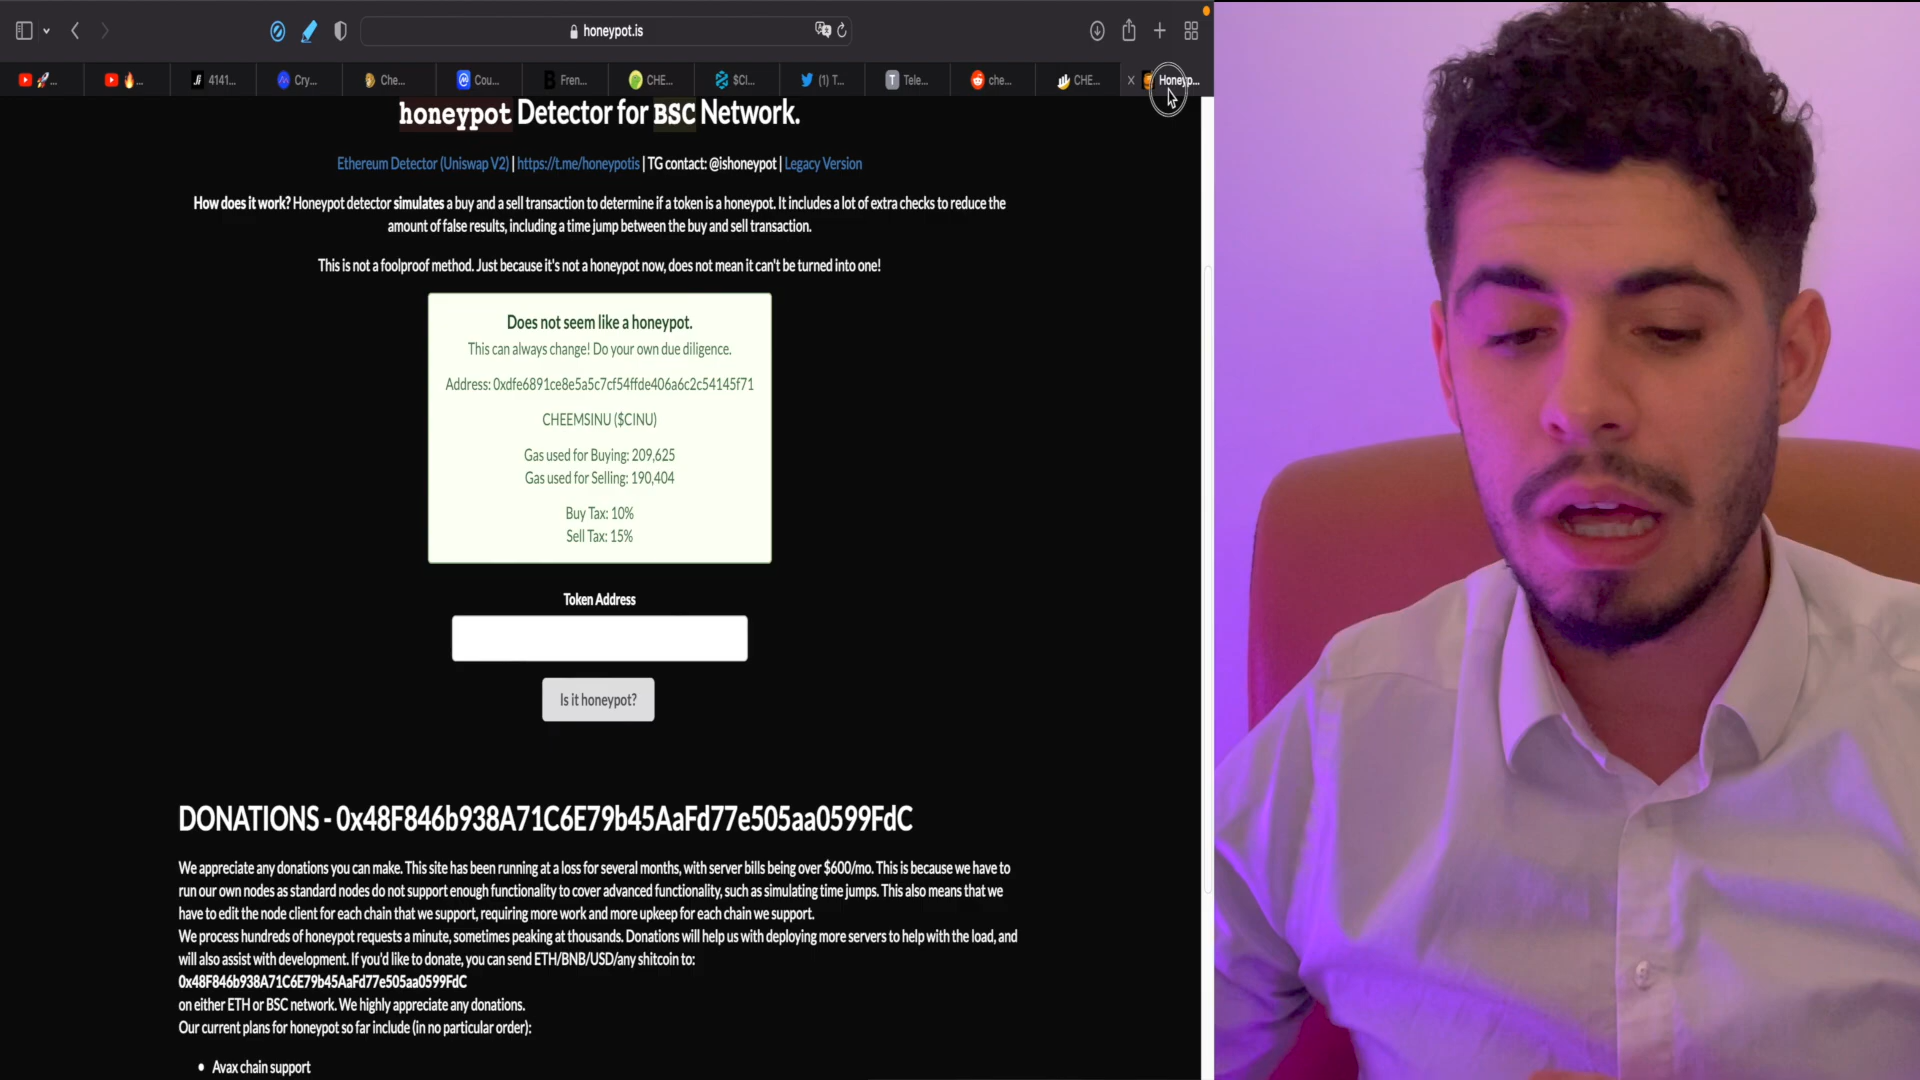 honeypot.is
4141...
Cry...
Che...
Cou...
Fren...
CHE...
$CI...
(1) T...
Tele...
che...
CHE...
Honeyp...
honeypot Detector for BSC Network.
Ethereum Detector (Uniswap V2) | https://t.me/honeypotis | TG contact: @ishoneypot | Legacy Version
How does it work? Honeypot detector simulates a buy and a sell transaction to determine if a token is a honeypot. It includes a lot of extra checks to reduce the
amount of false results, including a time jump between the buy and sell transaction.
This is not a foolproof method. Just because it's not a honeypot now, does not mean it can't be turned into one!
Does not seem like a honeypot.
This can always change! Do your own due diligence.
Address: 0xdfe6891ce8e5a5c7cf54ffde406a6c2c54145f71
CHEEMSINU ($CINU)
Gas used for Buying: 209,625
Gas used for Selling: 190,404
Buy Tax: 10%
Sell Tax: 15%
Token Address
Is it honeypot?
DONATIONS - 0x48F846b938A71C6E79b45AaFd77e505aa0599FdC
We appreciate any donations you can make. This site has been running at a loss for several months, with server bills being over $600/mo. This is because we have to
run our own nodes as standard nodes do not support enough functionality to cover advanced functionality, such as simulating time jumps. This also means that we
have to edit the node client for each chain that we support, requiring more work and more upkeep for each chain we support.
We process hundreds of honeypot requests a minute, sometimes peaking at thousands. Donations will help us with deploying more servers to help with the load, and
will also assist with development. If you'd like to donate, you can send ETH/BNB/USD/any shitcoin to:
0x48F846b938A71C6E79b45AaFd77e505aa0599FdC
on either ETH or BSC network. We highly appreciate any donations.
Our current plans for honeypot so far include (in no particular order):
• Avax chain support